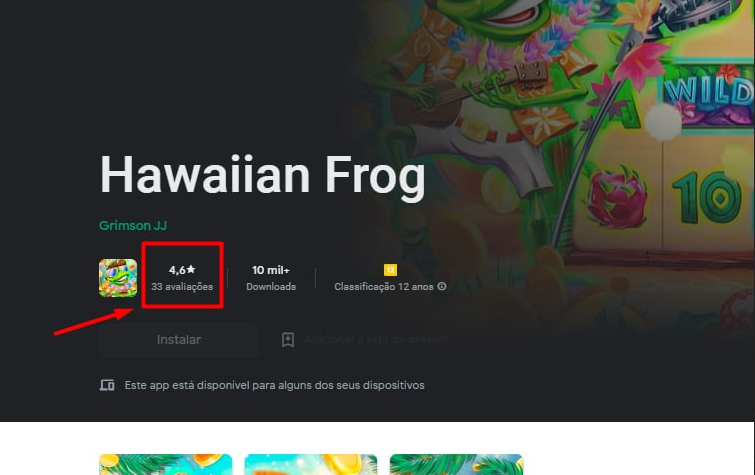 WILD
Hawaiian Frog
10
Grimson JJ
4,6★
33 avaliações
10 mil+
Downloads
12
Classificação 12 anos
Instalar
Adicionar à lista de desejos
Este app está disponível para alguns dos seus dispositivos